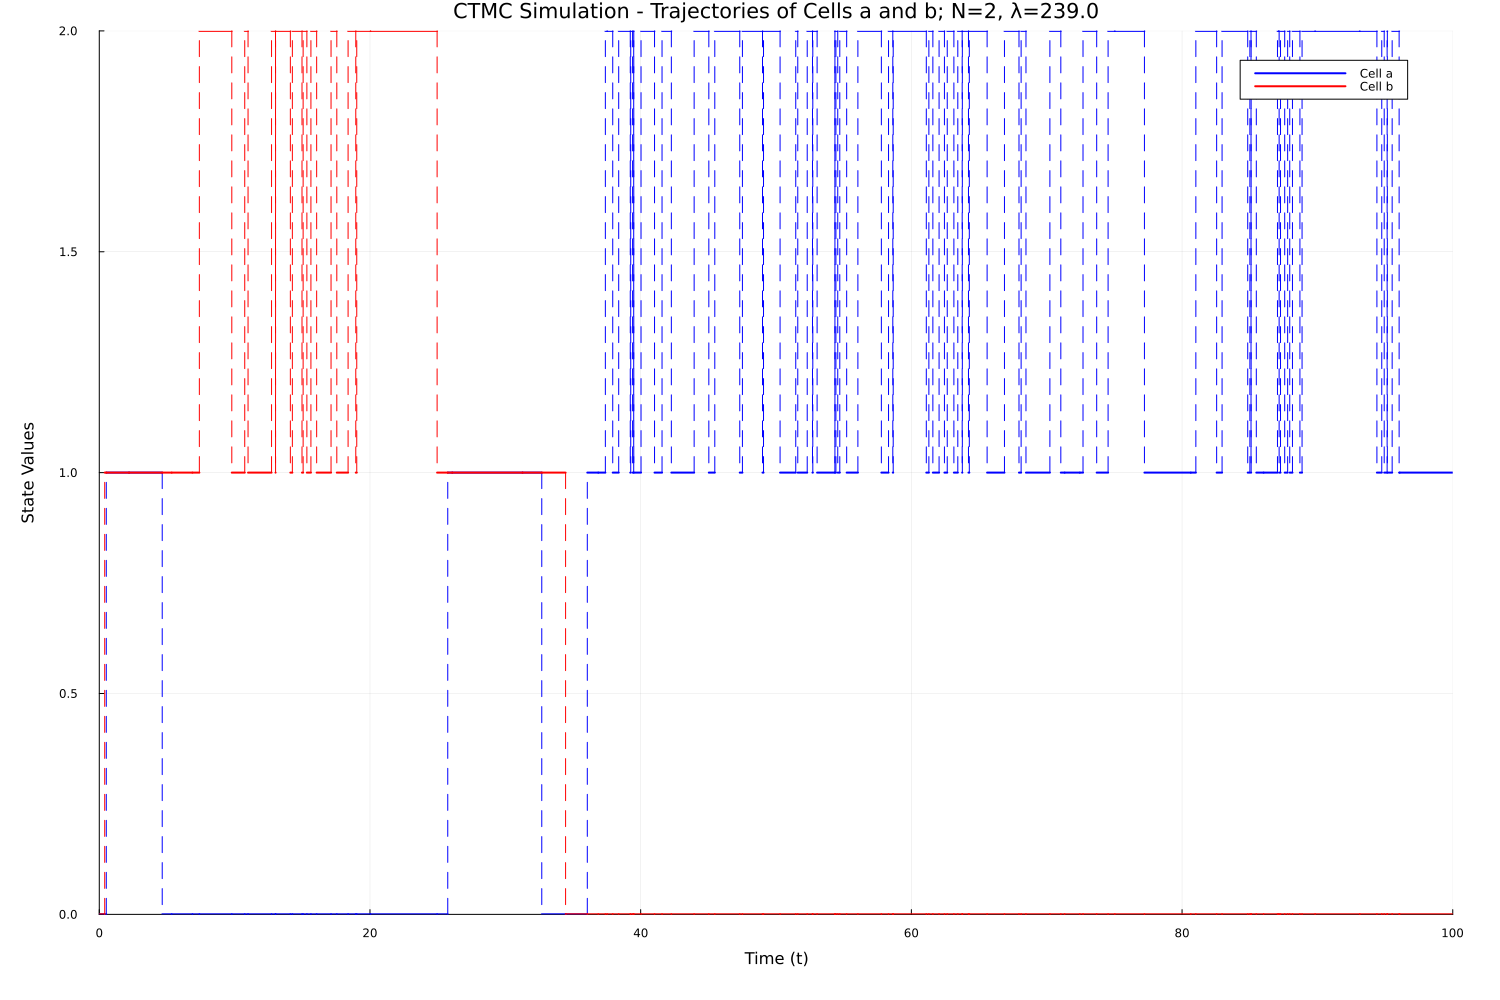 CTMC Simulation - Trajectories of Cells a and b; N=2, λ=239.0
2.0
Cell a
Cell b
1.5
1.0
State Values
0.5
0.0
0 20 40 60 80 100
Time (t)